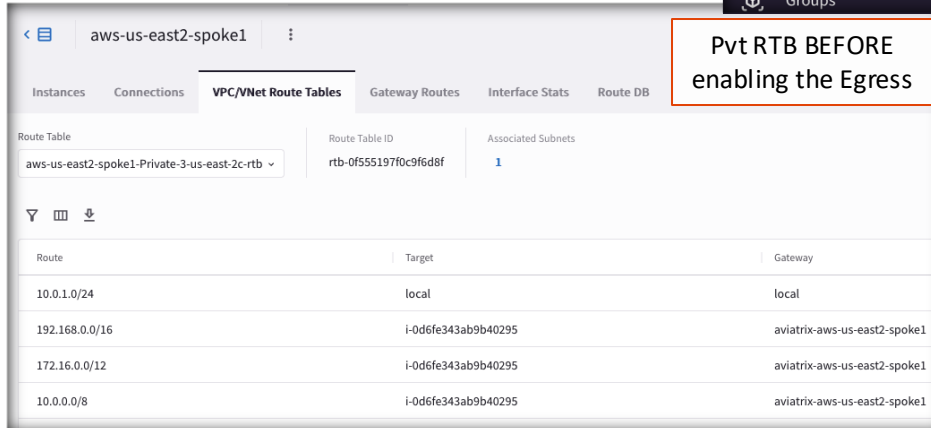 Groups
aws-us-east2-spoke1
Pvt RTB BEFORE
enabling the Egress
Instances Connections VPC/VNet Route Tables Gateway Routes Interface Stats Route DB
Route Table Route Table ID Associated Subnets
aws-us-east2-spoke1-Private-3-us-east-2c-rtb rtb-0f555197f0c9f6d8f 1
Route Target Gateway
10.0.1.0/24 local local
192.168.0.0/16 i-0d6fe343ab9b40295 aviatrix-aws-us-east2-spoke1
172.16.0.0/12 i-0d6fe343ab9b40295 aviatrix-aws-us-east2-spoke1
10.0.0.0/8 i-0d6fe343ab9b40295 aviatrix-aws-us-east2-spoke1